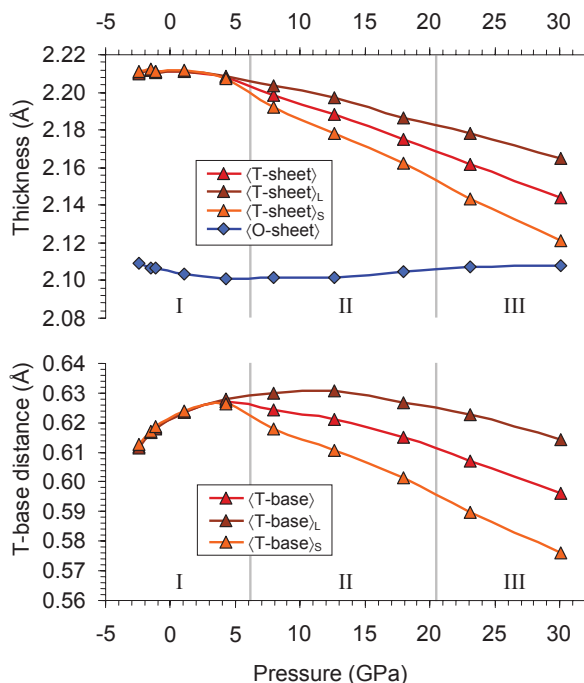 -5 0 5 10 15 20 25 30
2.22
2.20
2.18
2.16
2.14
2.12
2.10
2.08
Thickness (Å)
⟨T-sheet⟩
⟨T-sheet⟩L
⟨T-sheet⟩S
⟨O-sheet⟩
I II III
0.64
0.63
0.62
0.61
0.60
0.59
0.58
0.57
0.56
T-base distance (Å)
⟨T-base⟩
⟨T-base⟩L
⟨T-base⟩S
I II III
-5 0 5 10 15 20 25 30
Pressure (GPa)